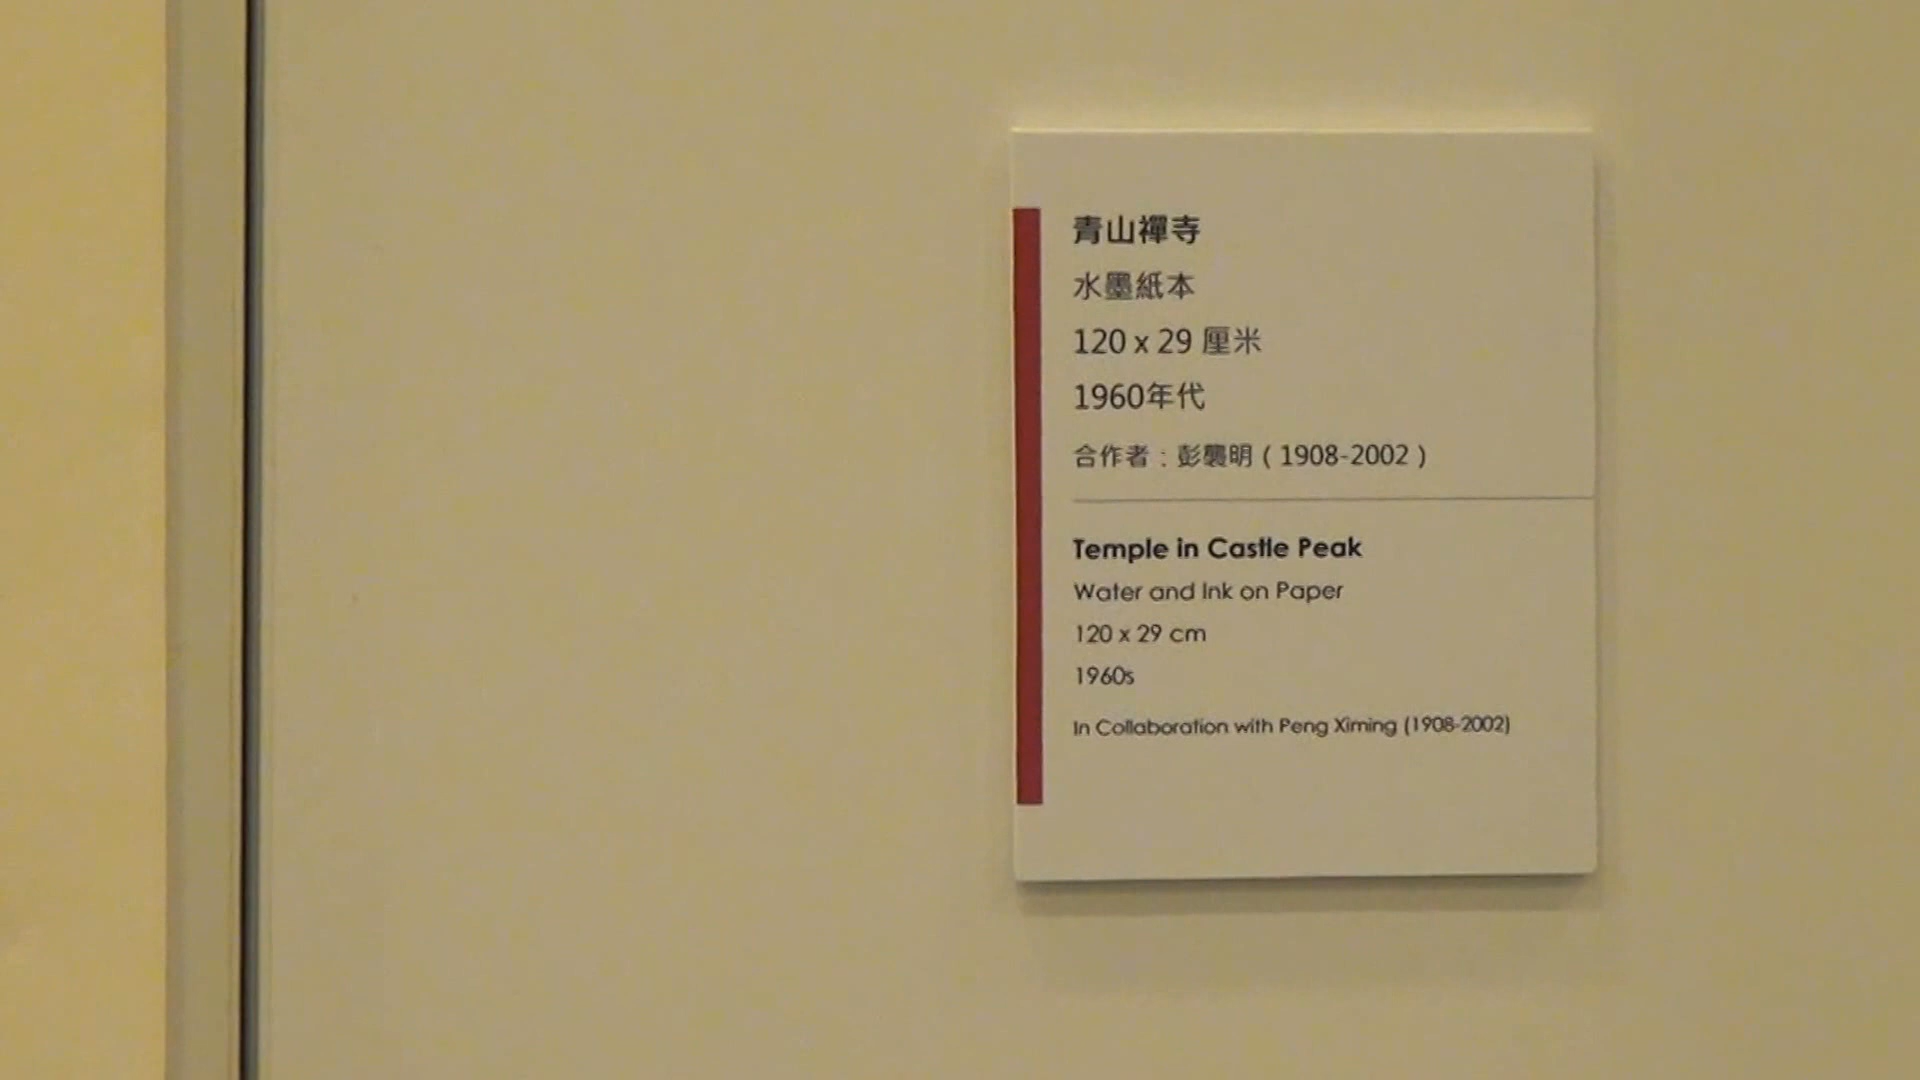 青山禪寺
水墨紙本
120 x 29 厘米
1960年代
合作者：彭襲明（1908-2002）
Temple in Castle Peak
Water and Ink on Paper
120 x 29 cm
1960s
In Collaboration with Peng Ximing (1908-2002)